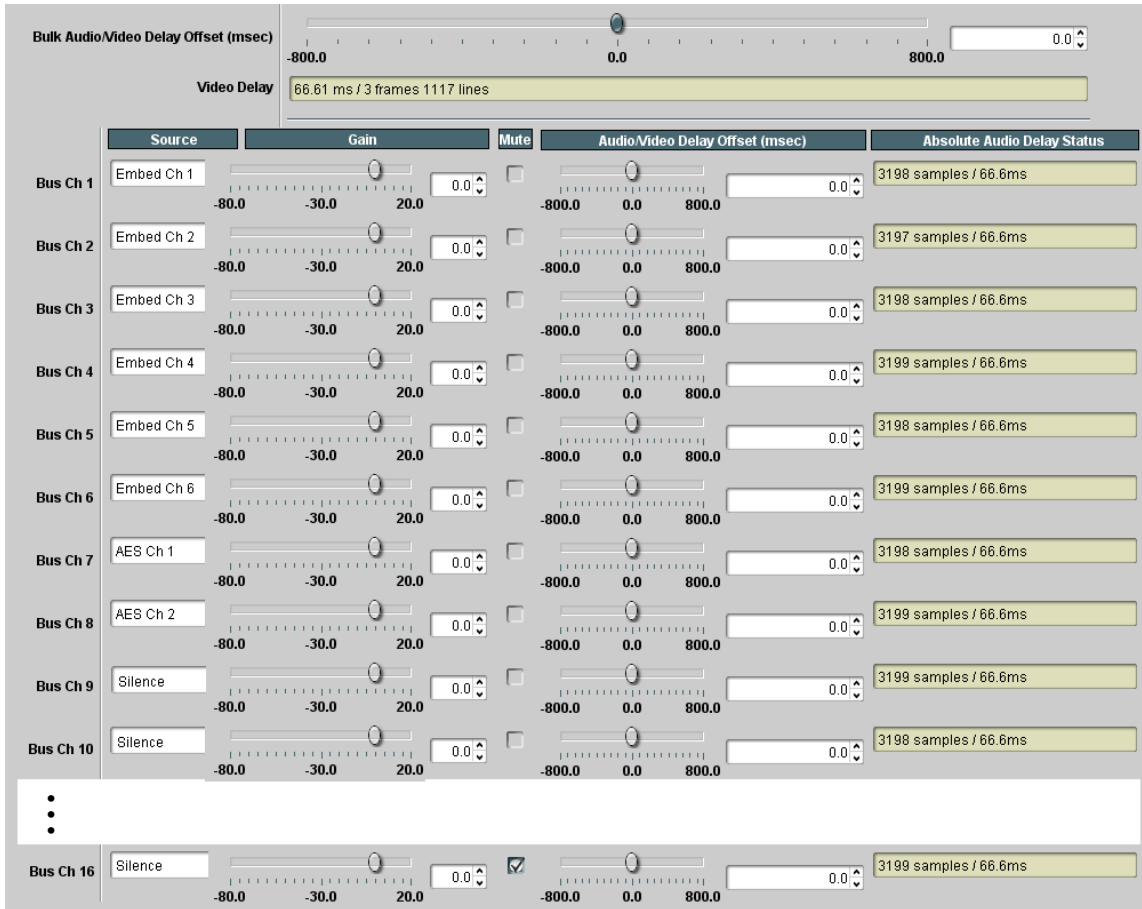 Bulk Audio/Video Delay Offset (msec)
0.0
-800.0 0.0 800.0
Video Delay 66.61 ms / 3 frames 1117 lines
Source Gain Mute Audio/Video Delay Offset (msec) Absolute Audio Delay Status
Bus Ch 1 Embed Ch 1 0.0 0.0 3198 samples / 66.6ms
-80.0 -30.0 20.0 -800.0 0.0 800.0
Bus Ch 2 Embed Ch 2 0.0 0.0 3197 samples / 66.6ms
-80.0 -30.0 20.0 -800.0 0.0 800.0
Bus Ch 3 Embed Ch 3 0.0 0.0 3198 samples / 66.6ms
-80.0 -30.0 20.0 -800.0 0.0 800.0
Bus Ch 4 Embed Ch 4 0.0 0.0 3199 samples / 66.6ms
-80.0 -30.0 20.0 -800.0 0.0 800.0
Bus Ch 5 Embed Ch 5 0.0 0.0 3198 samples / 66.6ms
-80.0 -30.0 20.0 -800.0 0.0 800.0
Bus Ch 6 Embed Ch 6 0.0 0.0 3199 samples / 66.6ms
-80.0 -30.0 20.0 -800.0 0.0 800.0
Bus Ch 7 AES Ch 1 0.0 0.0 3198 samples / 66.6ms
-80.0 -30.0 20.0 -800.0 0.0 800.0
Bus Ch 8 AES Ch 2 0.0 0.0 3199 samples / 66.6ms
-80.0 -30.0 20.0 -800.0 0.0 800.0
Bus Ch 9 Silence 0.0 0.0 3199 samples / 66.6ms
-80.0 -30.0 20.0 -800.0 0.0 800.0
Bus Ch 10 Silence 0.0 0.0 3198 samples / 66.6ms
-80.0 -30.0 20.0 -800.0 0.0 800.0
Bus Ch 16 Silence 0.0 0.0 3199 samples / 66.6ms
-80.0 -30.0 20.0 -800.0 0.0 800.0